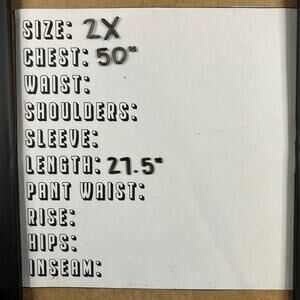 SIZE: 2X
CHEST: 50"
WAIST:
SHOULDERS:
SLEEVE:
LENGTH: 27.5"
PANT WAIST:
RISE:
HIPS:
INSEAM: